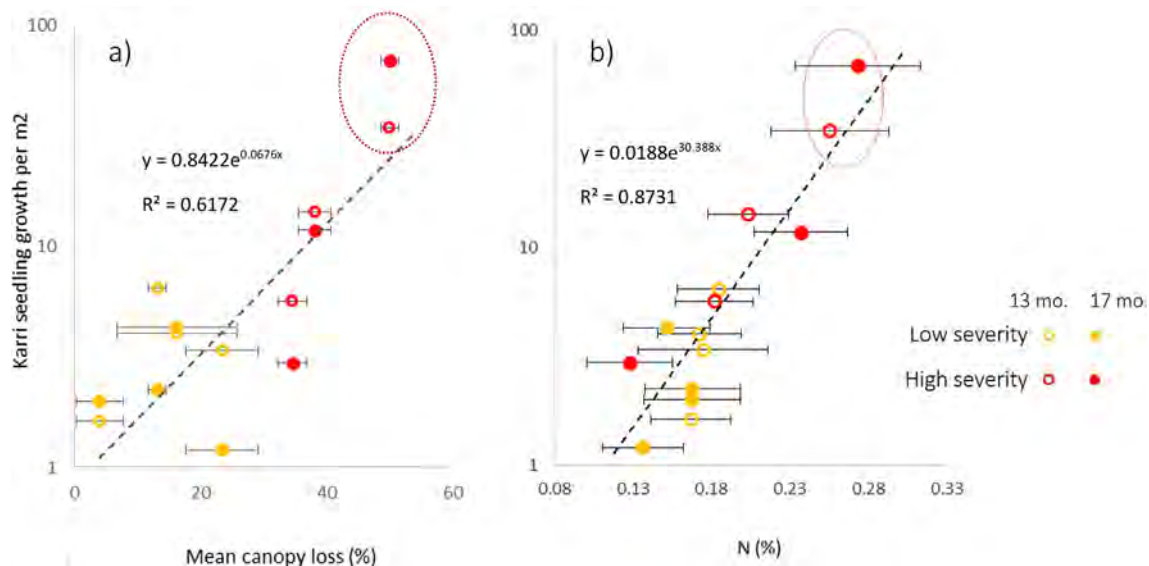 a)
Karri seedling growth per m2
100
10
1
y = 0.8422e^0.0676x
R² = 0.6172
0 20 40 60
Mean canopy loss (%)
b)
100
10
1
y = 0.0188e^30.388x
R² = 0.8731
0.08 0.13 0.18 0.23 0.28 0.33
N (%)
13 mo. 17 mo.
Low severity
High severity